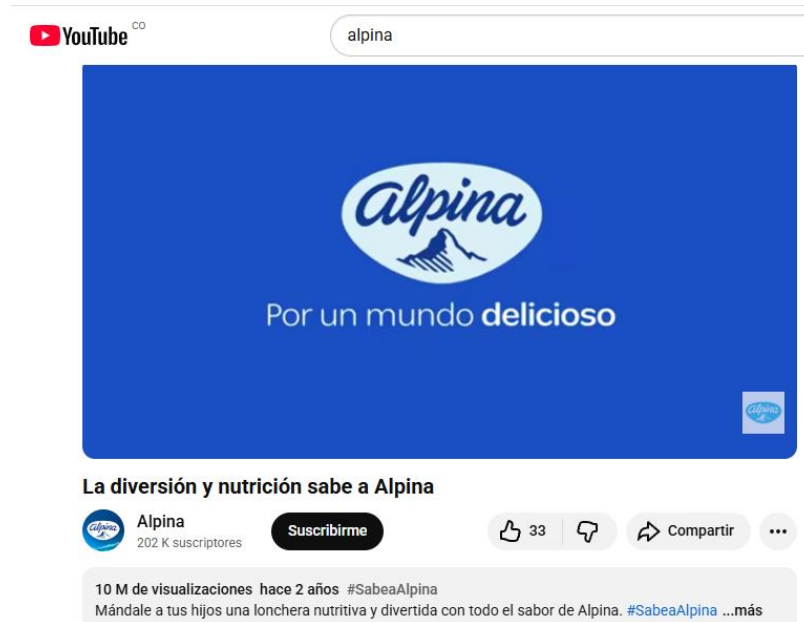 YouTube CO
alpina
alpina
Por un mundo delicioso
alpina
La diversión y nutrición sabe a Alpina
alpina
Alpina
202 K suscriptores
Suscribirme
33
Compartir
10 M de visualizaciones hace 2 años #SabeaAlpina
Mándale a tus hijos una lonchera nutritiva y divertida con todo el sabor de Alpina. #SabeaAlpina ...más